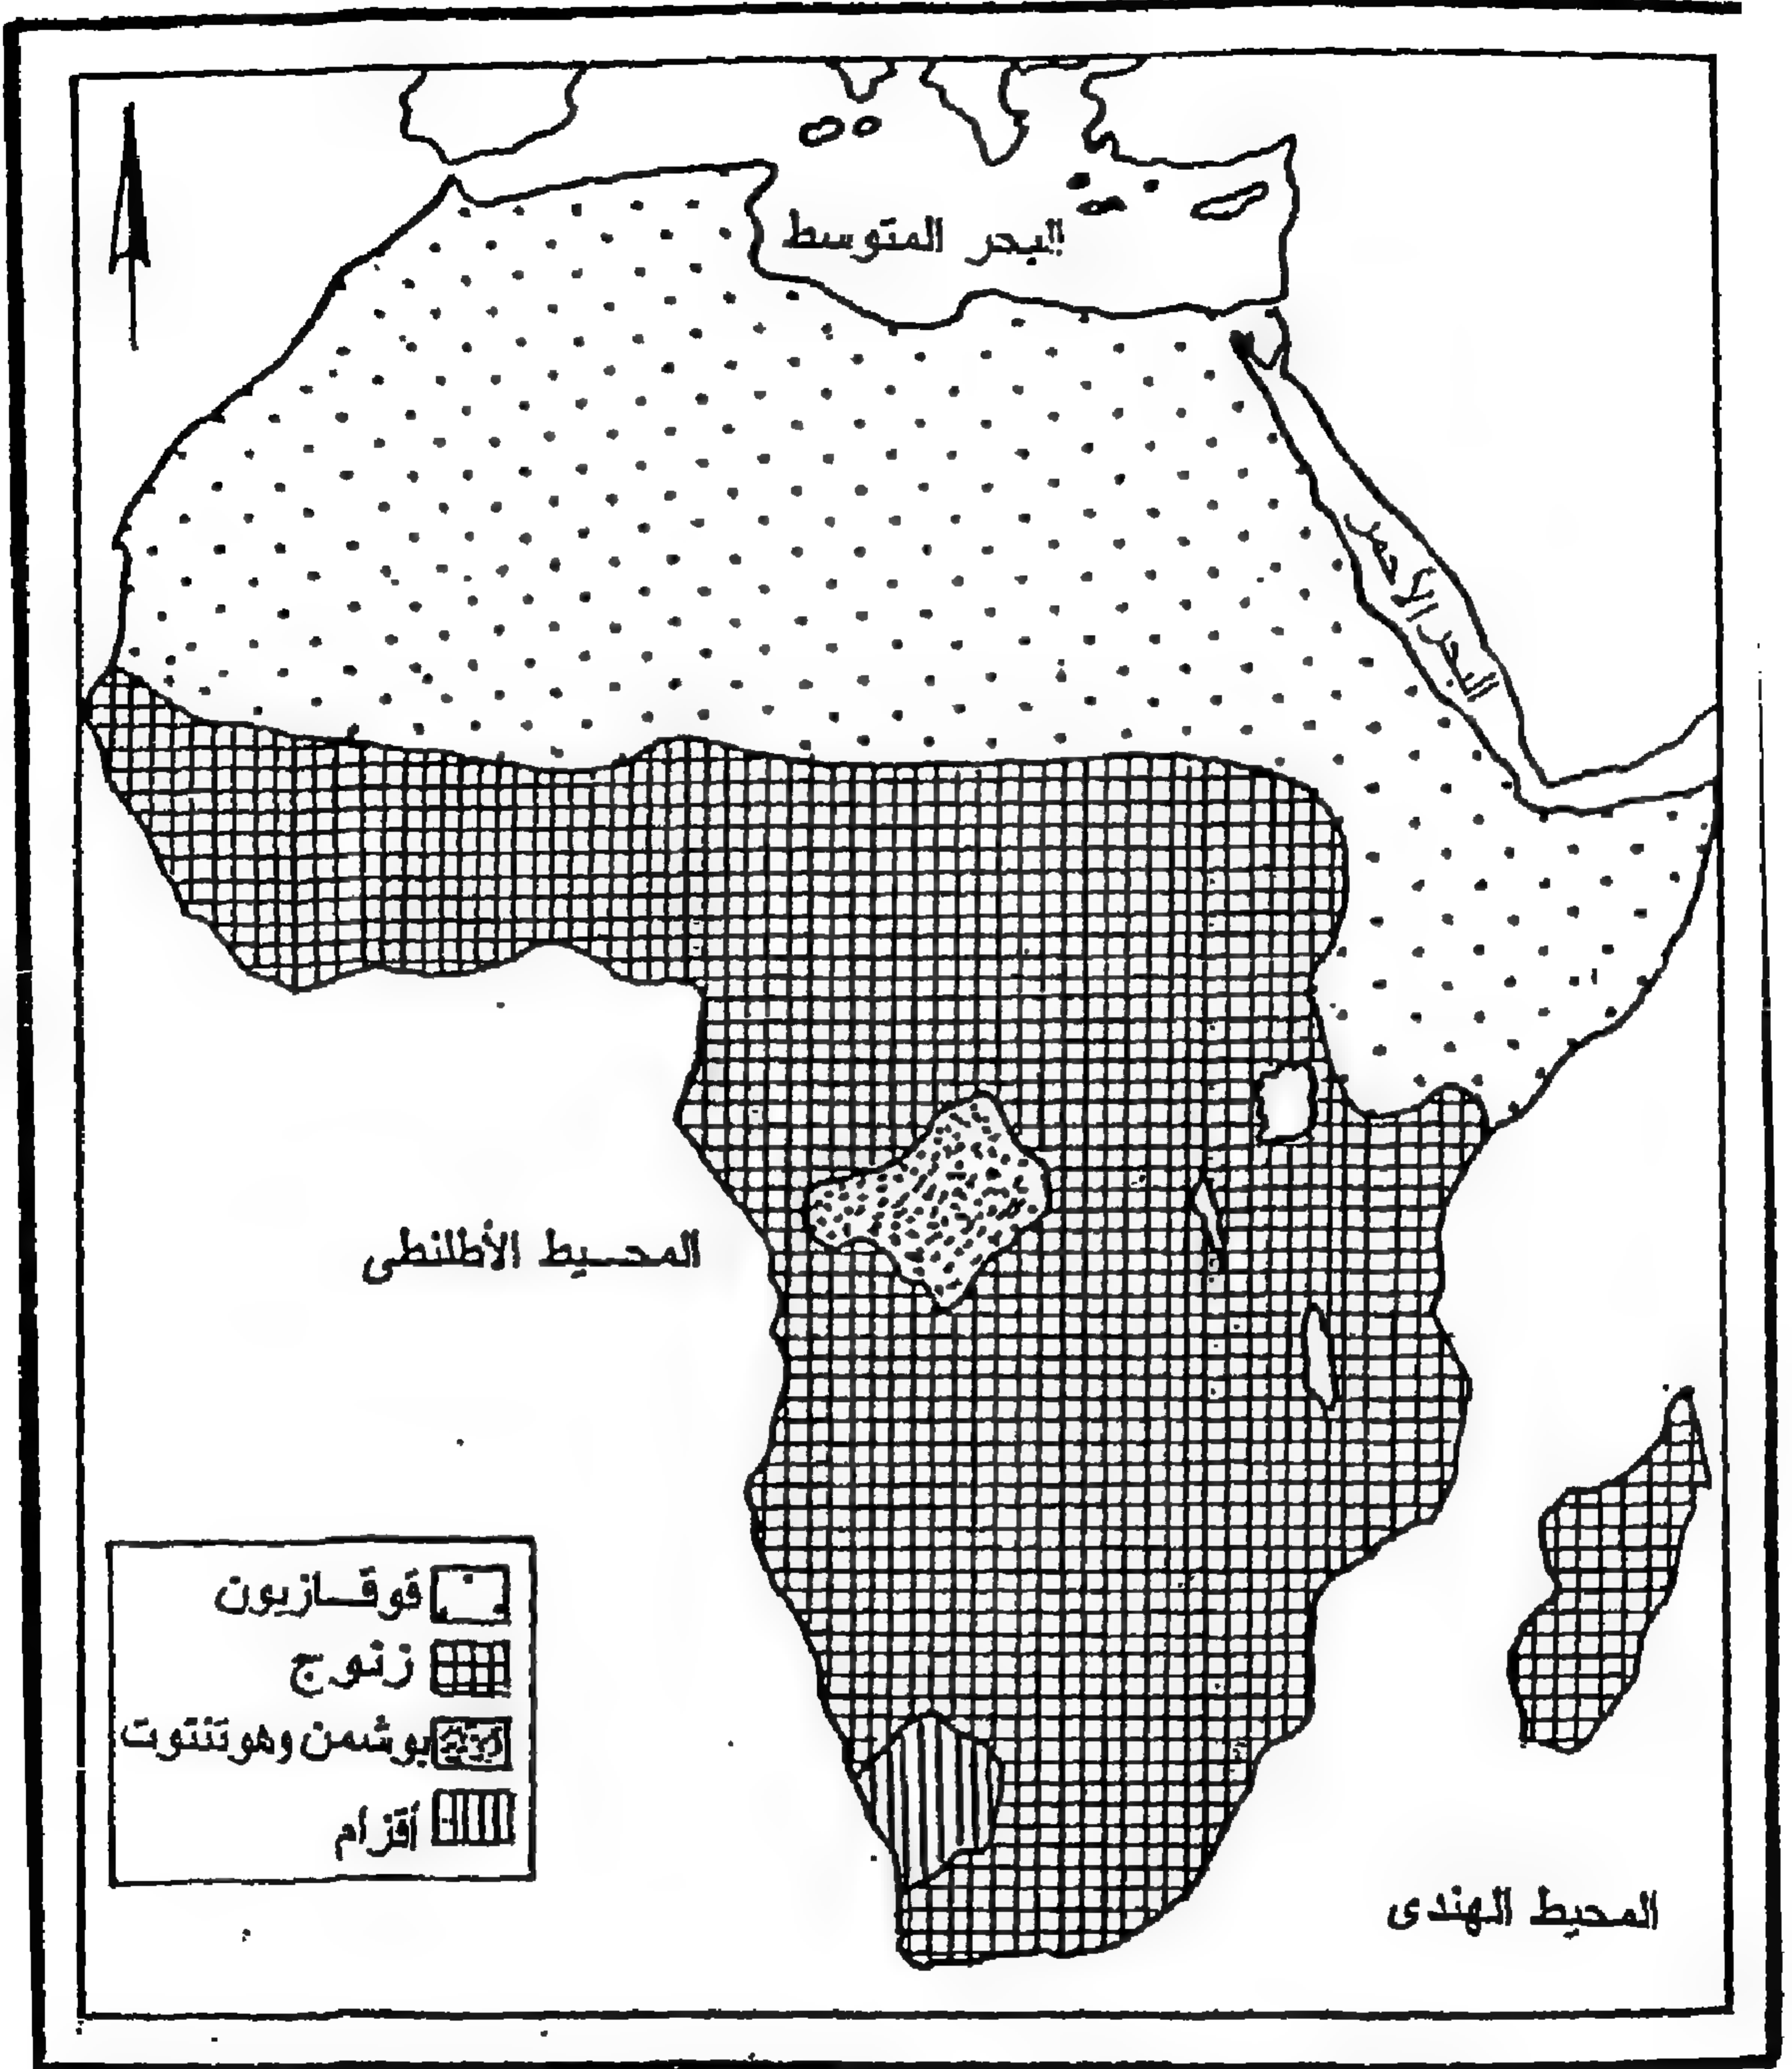 البحر المتوسط
البحر الأحمر
المحيط الأطلنطى
قوقازيون
زنوج
بوشمن وهوتنتوت
أقزام
المحيط الهندى